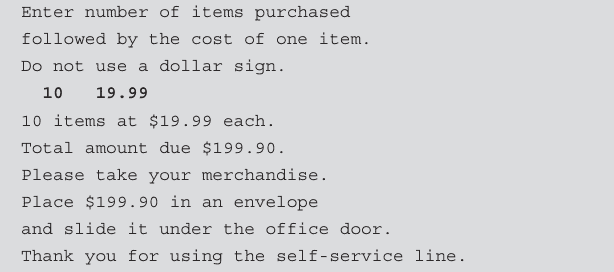 Enter number of items purchased
followed by the cost of one item.
Do not use a dollar sign.
10 19.99
10 items at $19.99 each.
Total amount due $199.90.
Please take your merchandise.
Place $199.90 in an envelope
and slide it under the office door.
Thank you for using the self-service line.